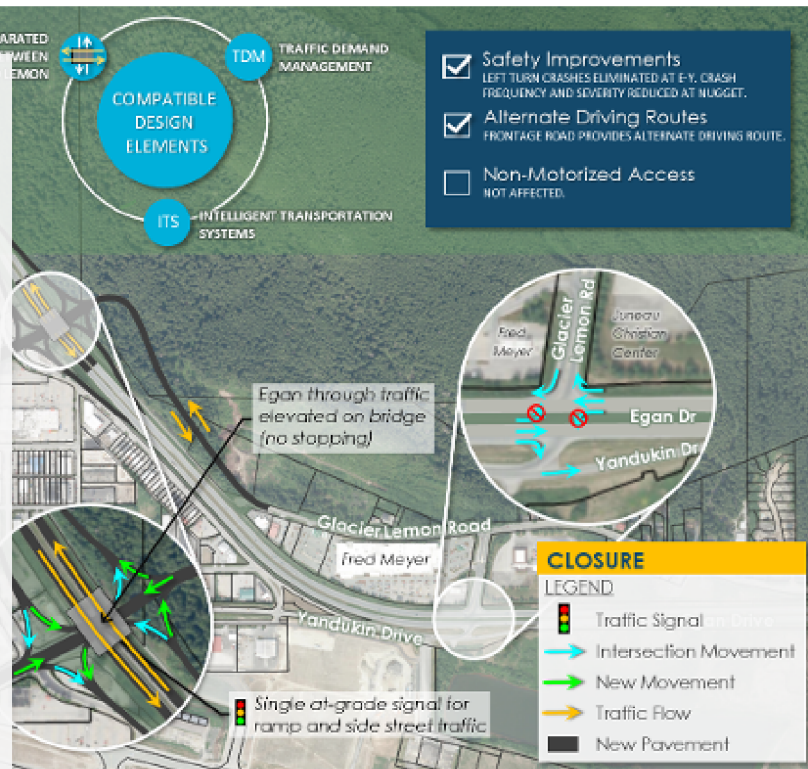 ARATED
TWEEN
LEMON
TDM
TRAFFIC DEMAND
MANAGEMENT
COMPATIBLE
DESIGN
ELEMENTS
ITS
INTELLIGENT TRANSPORTATION
SYSTEMS
Safety Improvements
LEFT TURN CRASHES ELIMINATED AT E-Y. CRASH
FREQUENCY AND SEVERITY REDUCED AT NUGGET.
Alternate Driving Routes
FRONTAGE ROAD PROVIDES ALTERNATE DRIVING ROUTE.
Non-Motorized Access
NOT AFFECTED.
Fred
Meyer
Glacier
Lemon Rd
Juneau
Christian
Center
Egan Dr
Yandukin Dr
Egan through traffic
elevated on bridge
(no stopping)
Glacier Lemon Road
Fred Meyer
Yandukin Drive
Single at-grade signal for
ramp and side street traffic
CLOSURE
LEGEND
Traffic Signal
Intersection Movement
New Movement
Traffic Flow
New Pavement